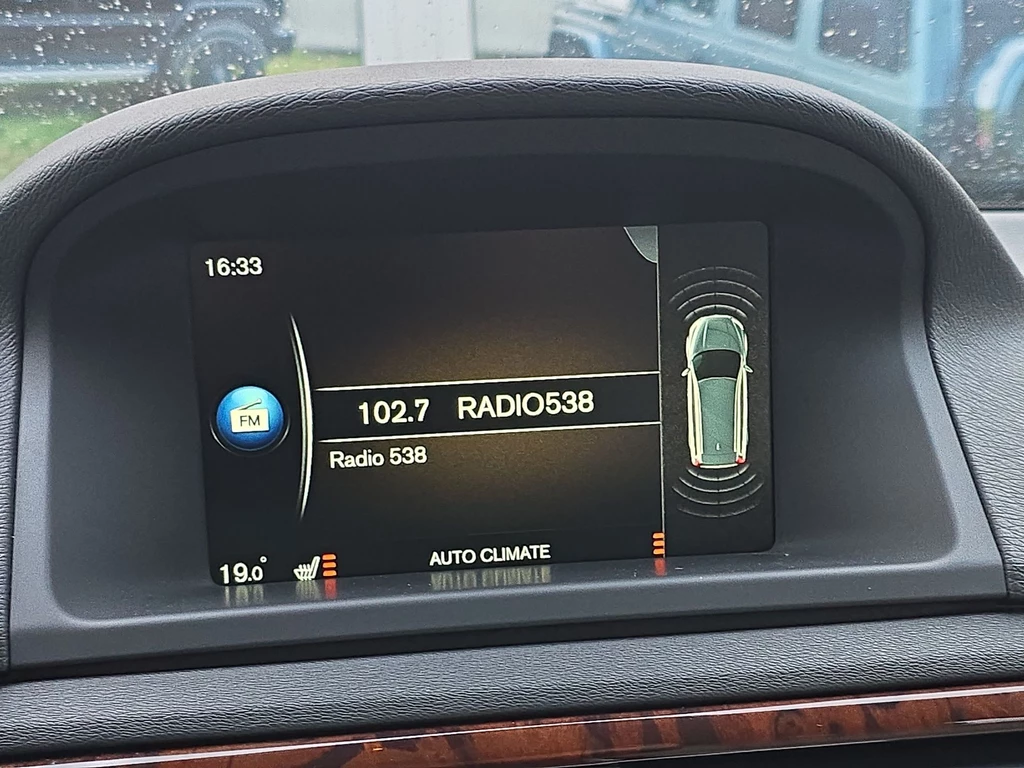 16:33
FM
102.7 RADIO538
Radio 538
19.0° AUTO CLIMATE